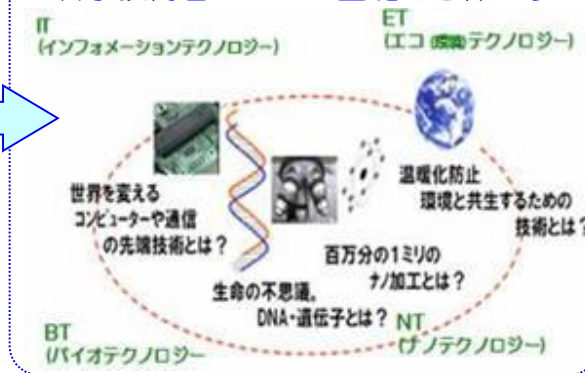 IT
(インフォメーションテクノロジー)
ET
(エコ (環境)テクノロジー)
世界を変える
コンピューターや通信
の先端技術とは?
温暖化防止
環境と共生するための
技術とは?
百万分の1ミリの
ナノ加工とは?
生命の不思議。
DNA・遺伝子とは?
BT
(バイオテクノロジー
NT
(ナノテクノロジー)